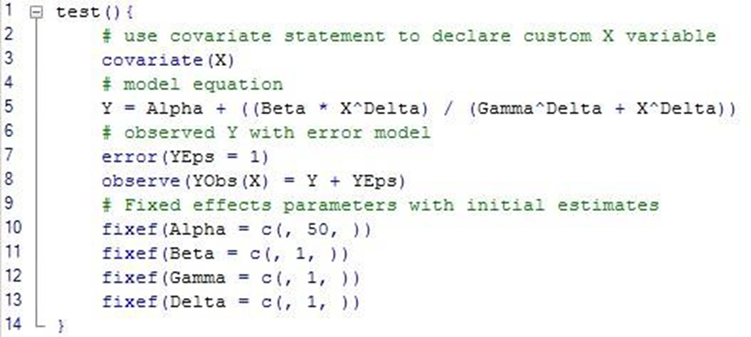 1 test(){
2 # use covariate statement to declare custom X variable
3 covariate(X)
4 # model equation
5 Y = Alpha + ((Beta * X^Delta) / (Gamma^Delta + X^Delta))
6 # observed Y with error model
7 error(YEps = 1)
8 observe(YObs(X) = Y + YEps)
9 # Fixed effects parameters with initial estimates
10 fixef(Alpha = c(, 50, ))
11 fixef(Beta = c(, 1, ))
12 fixef(Gamma = c(, 1, ))
13 fixef(Delta = c(, 1, ))
14 }